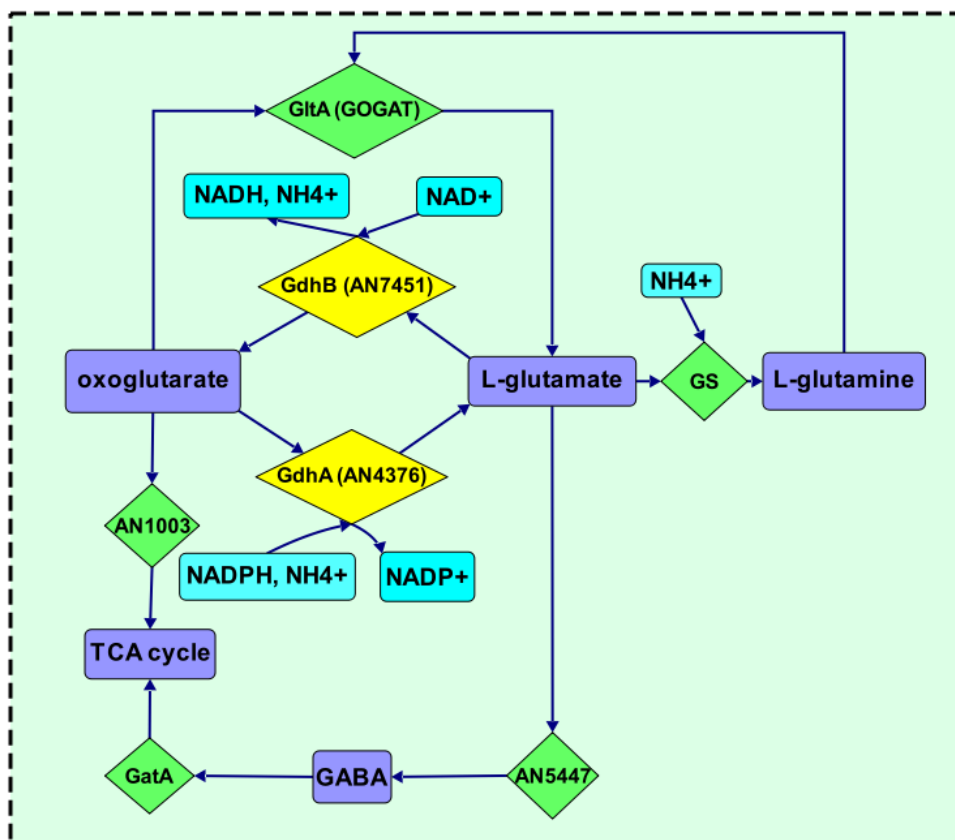 GltA (GOGAT)
NADH, NH4+
NAD+
GdhB (AN7451)
NH4+
oxoglutarate
L-glutamate
GS
L-glutamine
GdhA (AN4376)
AN1003
NADPH, NH4+
NADP+
TCA cycle
GatA
GABA
AN5447